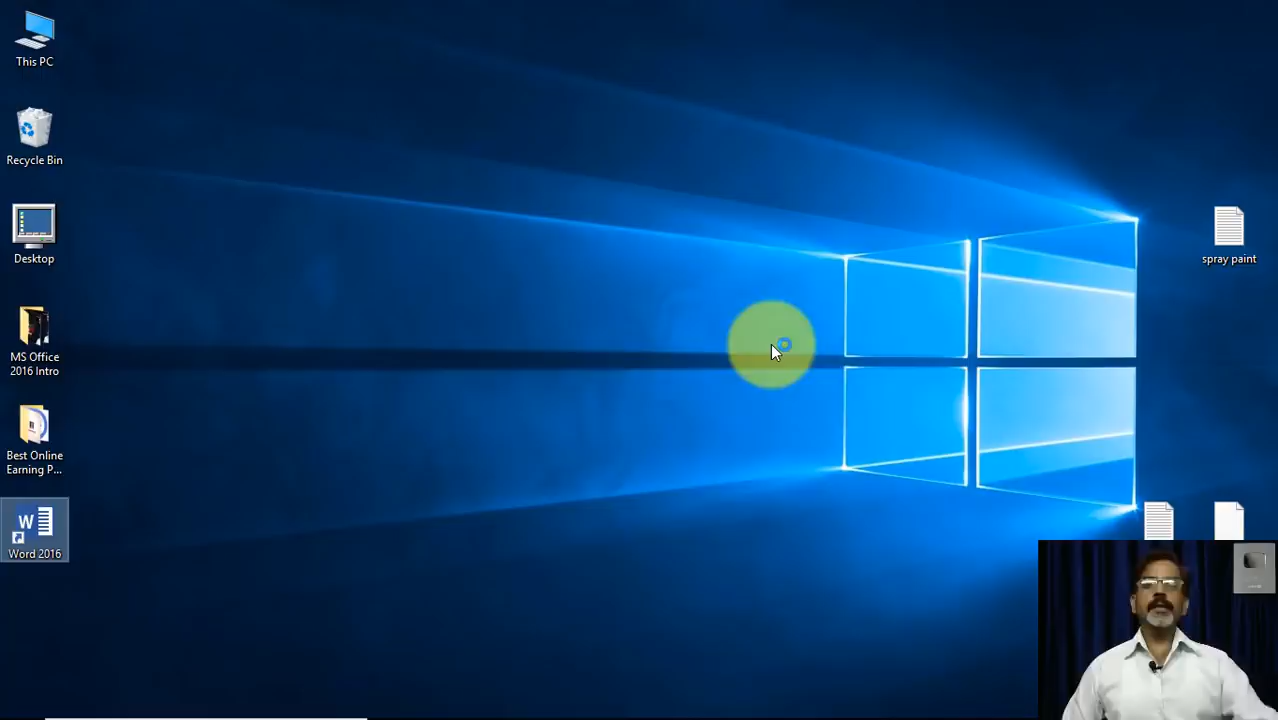 This PC
Recycle Bin
Desktop
MS Office
2016 Intro
Best Online
Earning P...
W
Word 2016
spray paint